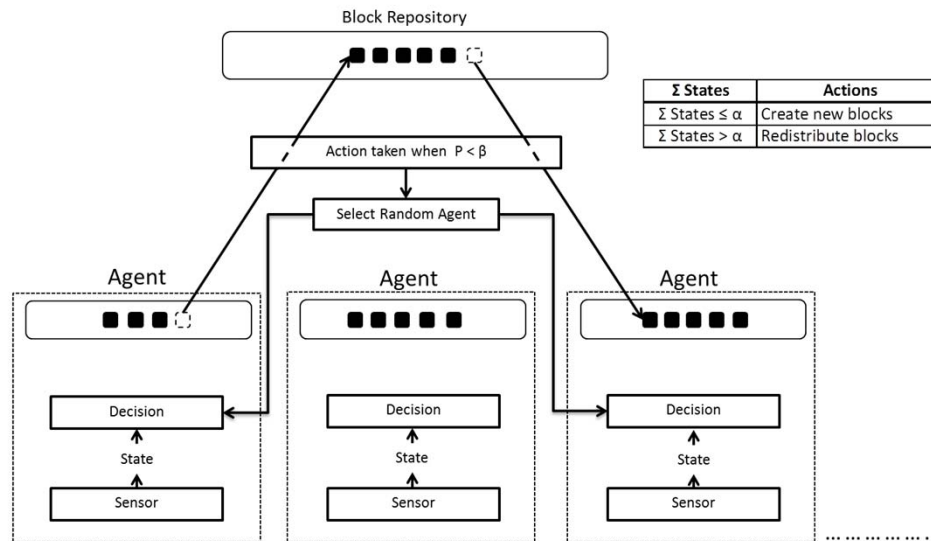 Block Repository
Σ States Actions
Σ States ≤ α Create new blocks
Σ States > α Redistribute blocks
Action taken when P < β
Select Random Agent
Agent Agent Agent
Decision Decision Decision
State State State
Sensor Sensor Sensor
………………